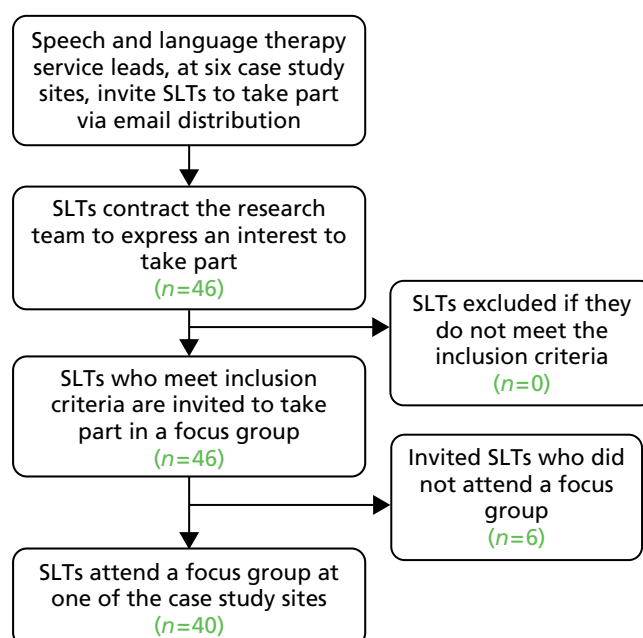 Speech and language therapy
service leads, at six case study
sites, invite SLTs to take part
via email distribution
SLTs contract the research
team to express an interest to
take part
(n=46)
SLTs excluded if they
do not meet the
inclusion criteria
(n=0)
SLTs who meet inclusion
criteria are invited to take
part in a focus group
(n=46)
Invited SLTs who did
not attend a focus
group
(n=6)
SLTs attend a focus group at
one of the case study sites
(n=40)